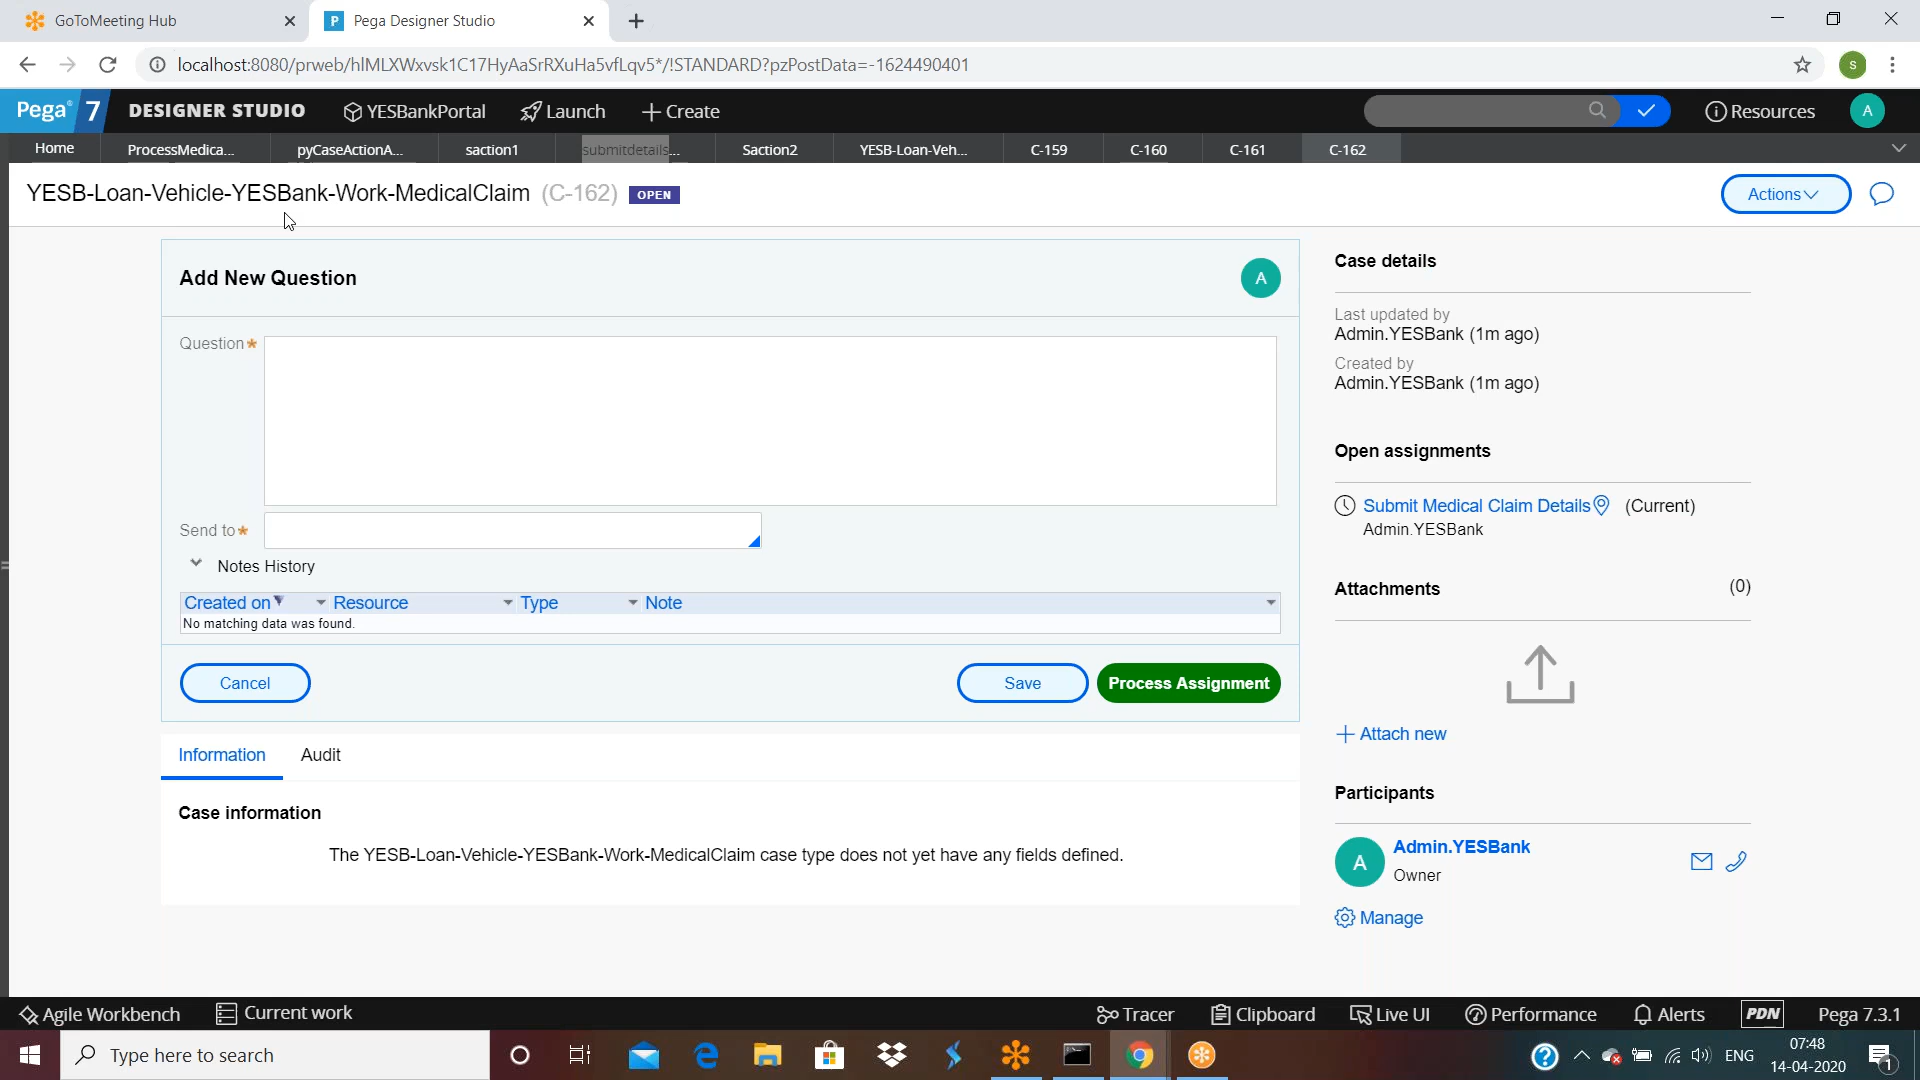 GoToMeeting Hub
Pega Designer Studio
localhost:8080/prweb/hIMLXWxvsk1C17HyAaSrRXuHa5vfLqv5*/!STANDARD?pzPostData=-1624490401
S
Pega 7 DESIGNER STUDIO YESBankPortal Launch Create Resources A
Home ProcessMedica... pyCaseActionA... saction1 submitdetails... Saction2 YESB-Loan-Veh... C-159 C-160 C-161 C-162
YESB-Loan-Vehicle-YESBank-Work-MedicalClaim (C-162) OPEN
Actions
Add New Question A
Question*
Send to*
Notes History
Created on Resource Type Note
No matching data was found.
Cancel Save Process Assignment
Information Audit
Case information
The YESB-Loan-Vehicle-YESBank-Work-MedicalClaim case type does not yet have any fields defined.
Case details
Last updated by
Admin.YESBank (1m ago)
Created by
Admin.YESBank (1m ago)
Open assignments
Submit Medical Claim Details (Current)
Admin.YESBank
Attachments (0)
Attach new
Participants
A Admin.YESBank
Owner
Manage
Agile Workbench Current work Tracer Clipboard Live UI Performance Alerts PDN Pega 7.3.1
Type here to search
ENG
07:48
14-04-2020
1